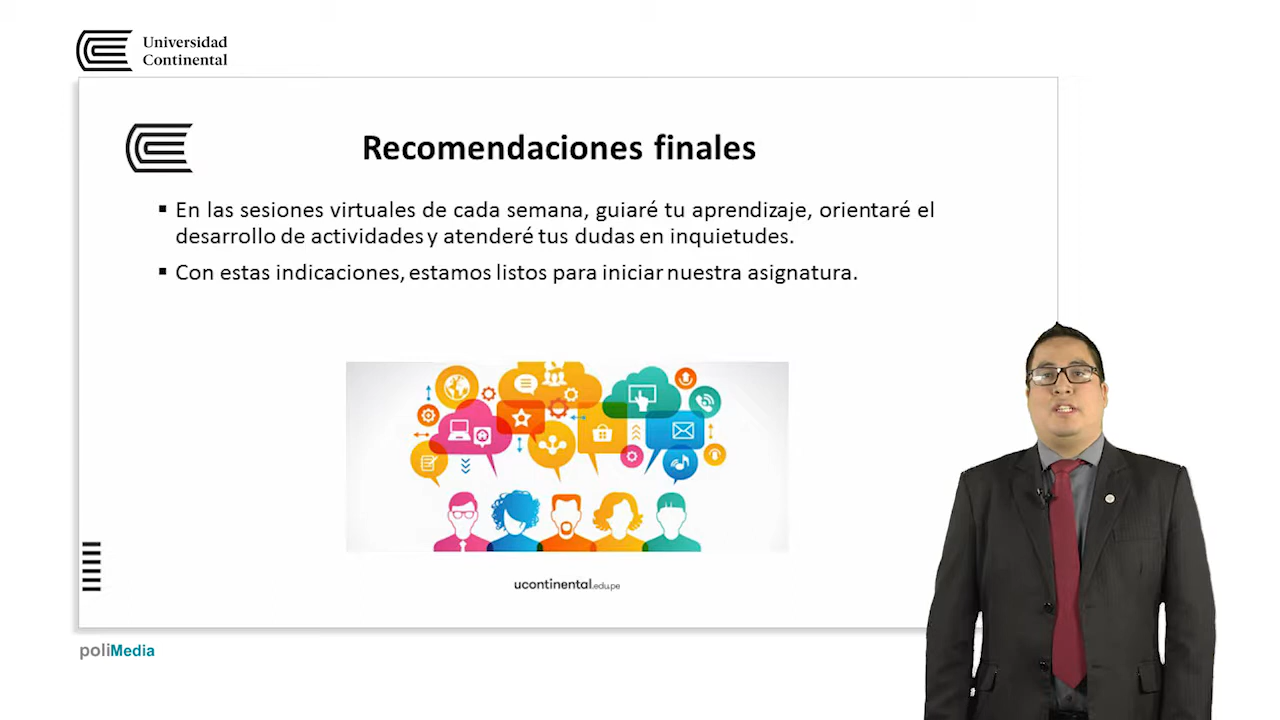 Universidad
Continental
Recomendaciones finales
▪ En las sesiones virtuales de cada semana, guiaré tu aprendizaje, orientaré el
desarrollo de actividades y atenderé tus dudas en inquietudes.
▪ Con estas indicaciones, estamos listos para iniciar nuestra asignatura.
ucontinental.edu.pe
poliMedia